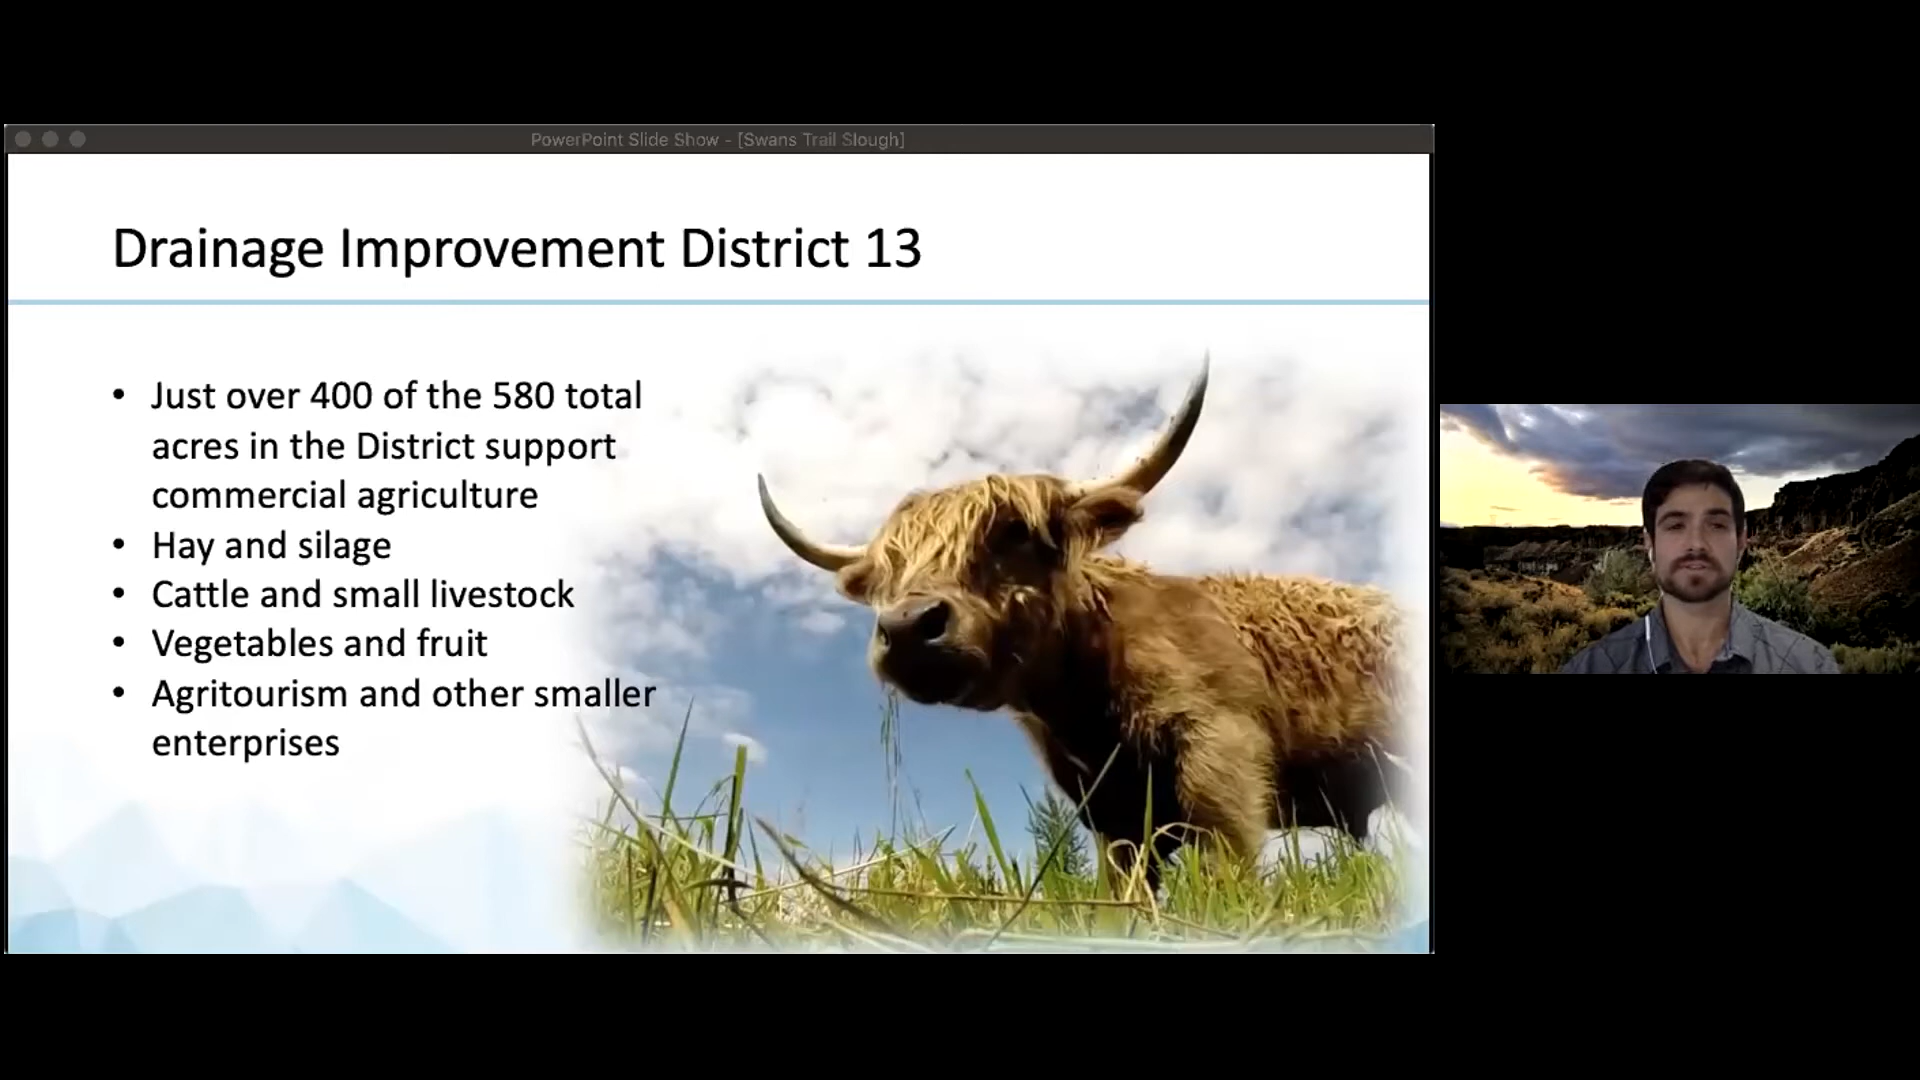 PowerPoint Slide Show - [Swans Trail Slough]
Drainage Improvement District 13
• Just over 400 of the 580 total
acres in the District support
commercial agriculture
• Hay and silage
• Cattle and small livestock
• Vegetables and fruit
• Agritourism and other smaller
enterprises